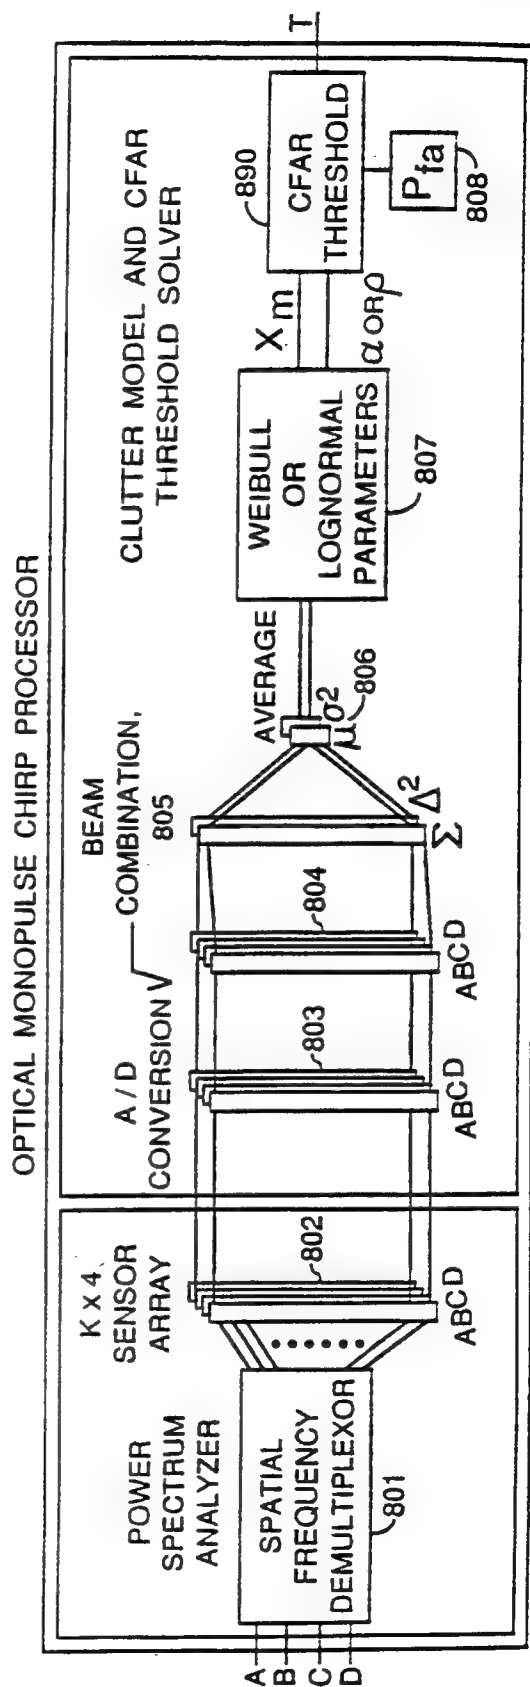 OPTICAL MONOPULSE CHIRP PROCESSOR
POWER
SPECTRUM
ANALYZER
K x 4
SENSOR
ARRAY
A
B
C
D
SPATIAL
FREQUENCY
DEMULTIPLEXOR
801
802
ABCD
A / D
CONVERSION
803
ABCD
804
ABCD
BEAM
COMBINATION,
805
Σ Δ²
AVERAGE
μ σ²
806
CLUTTER MODEL AND CFAR
THRESHOLD SOLVER
WEIBULL
OR
LOGNORMAL
PARAMETERS
807
Xm
α OR ρ
890
CFAR
THRESHOLD
Pfa
808
T